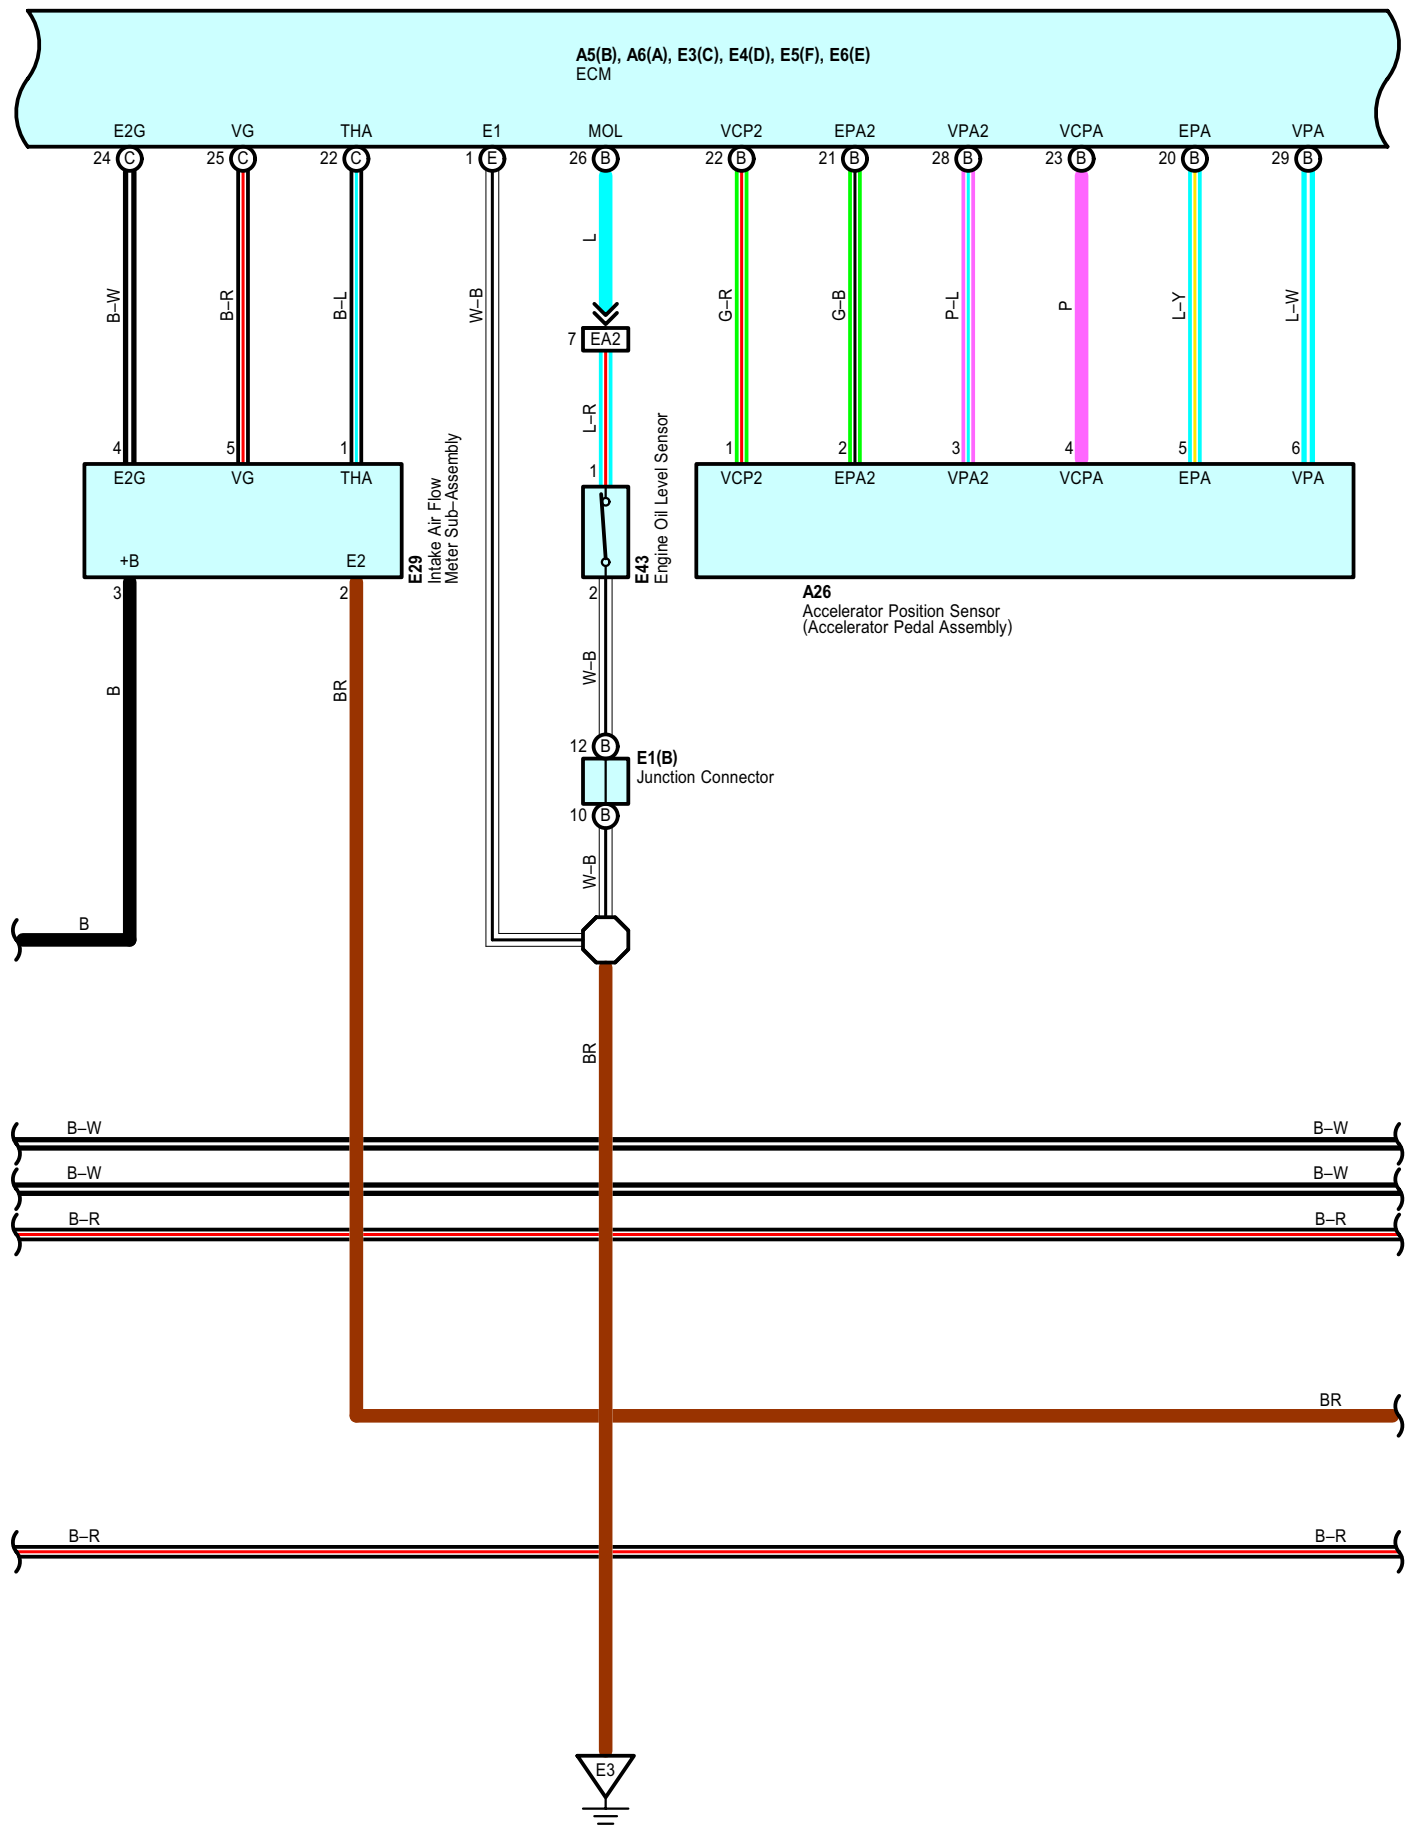 A5(B), A6(A), E3(C), E4(D), E5(F), E6(E)
ECM
E2G VG THA E1 MOL VCP2 EPA2 VPA2 VCPA EPA VPA
24 C 25 C 22 C 1 E 26 B 22 B 21 B 28 B 23 B 20 B 29 B
L
B–W B–R B–L W–B G–R G–B P–L P L–Y L–W
7 EA2
L–R
4 5 1 1 1 2 3 4 5 6
E2G VG THA VCP2 EPA2 VPA2 VCPA EPA VPA
+B E2
E29
Intake Air Flow
Meter Sub–Assembly
E43
Engine Oil Level Sensor
3 2 2
A26
Accelerator Position Sensor
(Accelerator Pedal Assembly)
B BR W–B
12 B
E1(B)
Junction Connector
10 B
W–B
B
BR
B–W B–W
B–W B–W
B–R B–R
BR
B–R B–R
E3